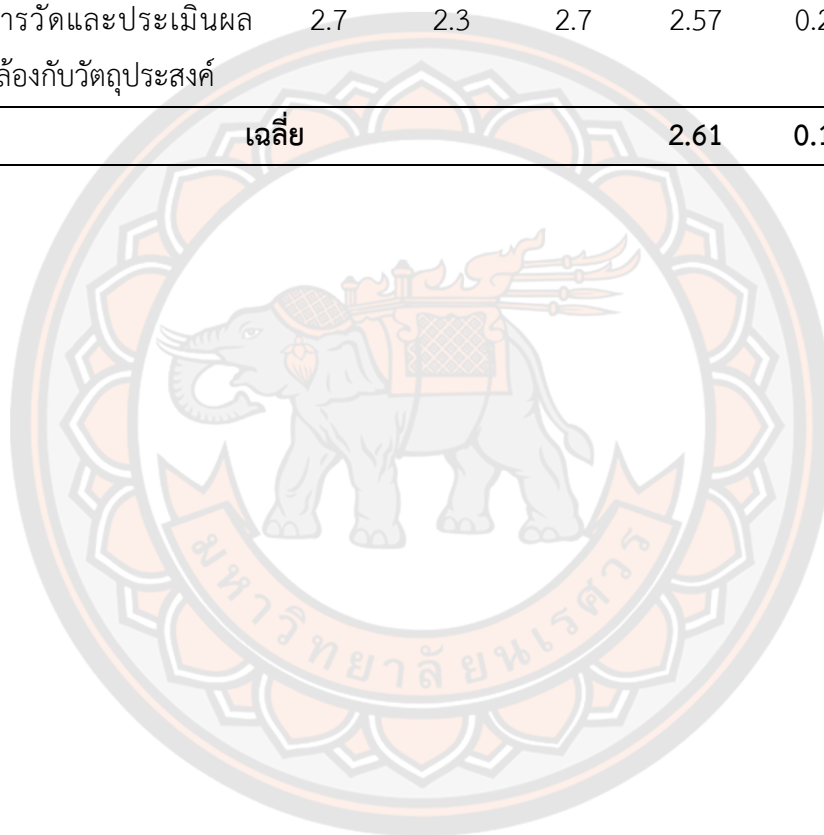 ารวัดและประเมินผล 2.7 2.3 2.7 2.57 0.2
ล้องกับวัตถุประสงค์
เฉลี่ย 2.61 0.1
มหาวิทยาลัยนเรศวร